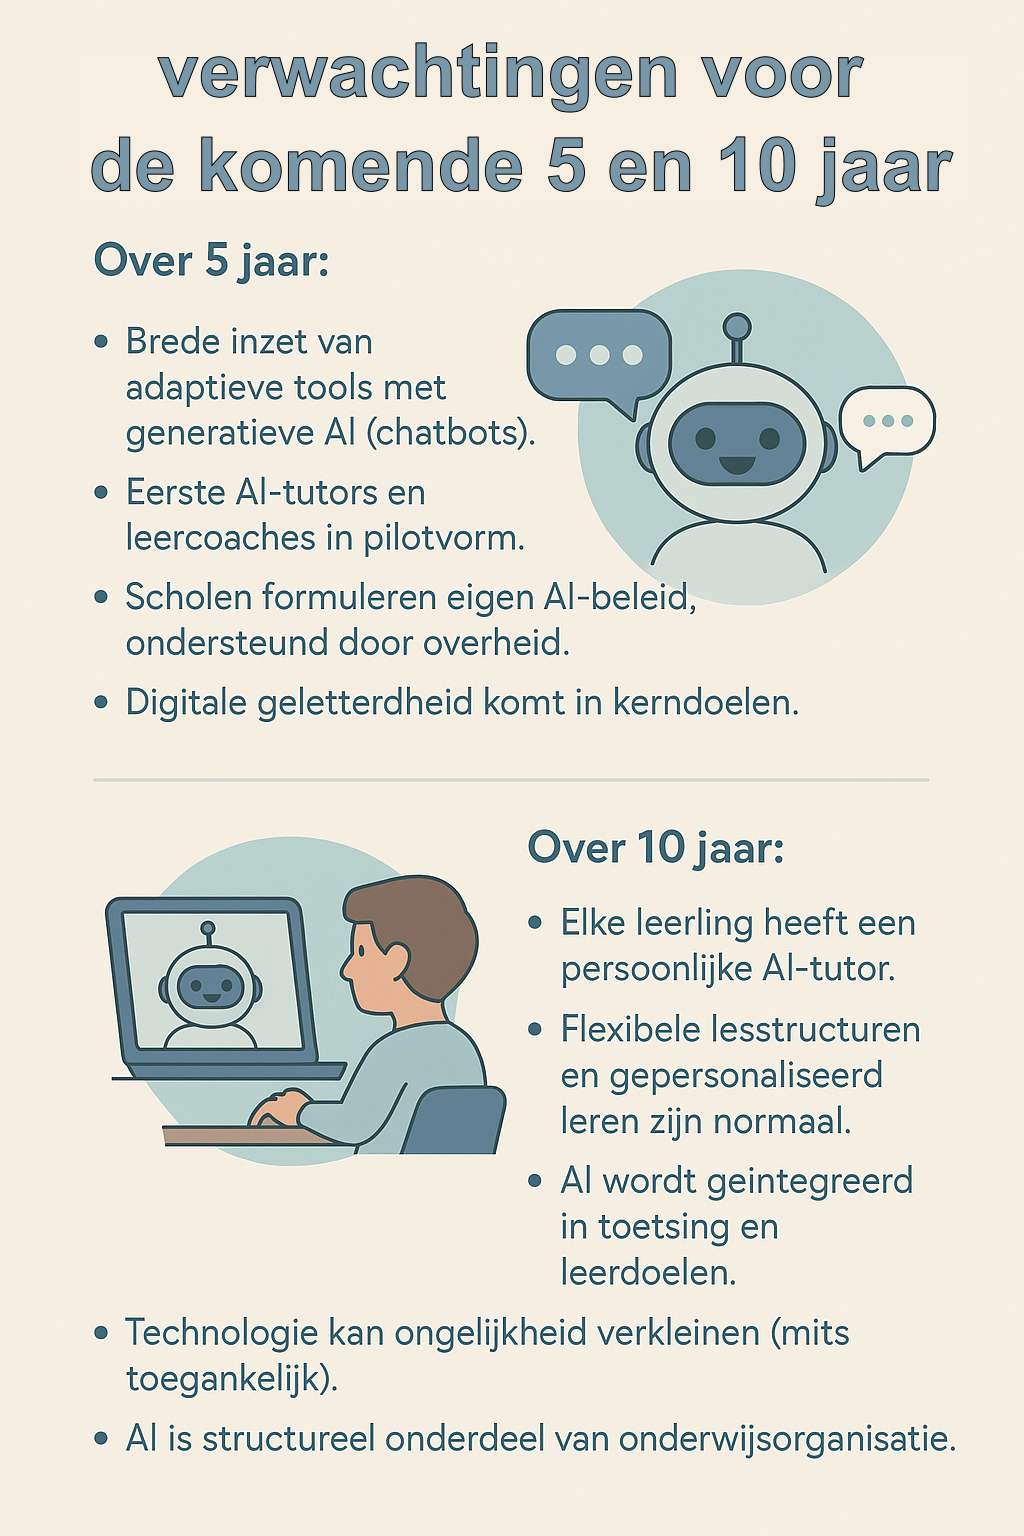 verwachtingen voor
de komende 5 en 10 jaar
Over 5 jaar:
• Brede inzet van
adaptieve tools met
generatieve AI (chatbots).
• Eerste AI-tutors en
leercoaches in pilotvorm.
• Scholen formuleren eigen AI-beleid,
ondersteund door overheid.
• Digitale geletterdheid komt in kerndoelen.
Over 10 jaar:
• Elke leerling heeft een
persoonlijke AI-tutor.
• Flexibele lesstructuren
en gepersonaliseerd
leren zijn normaal.
• AI wordt geintegreerd
in toetsing en
leerdoelen.
• Technologie kan ongelijkheid verkleinen (mits
toegankelijk).
• AI is structureel onderdeel van onderwijsorganisatie.